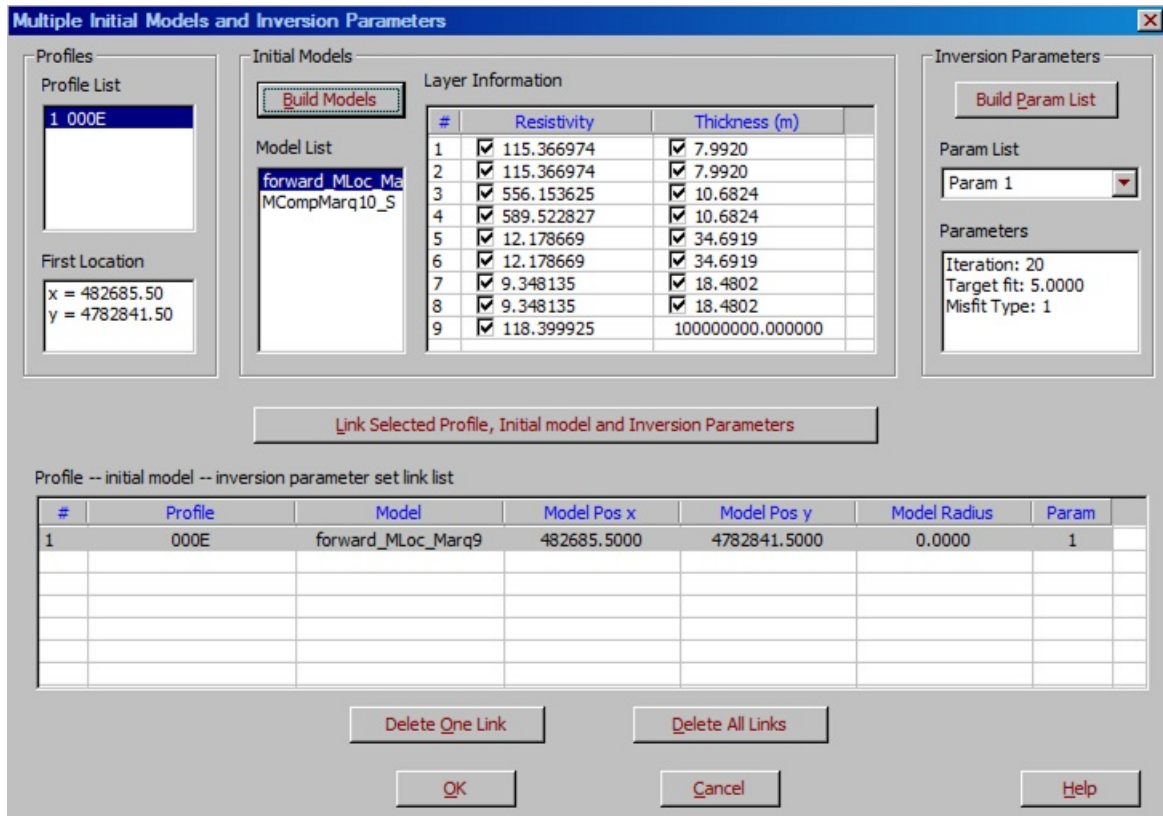 Multiple Initial Models and Inversion Parameters
Profiles
Profile List
1 000E
First Location
x = 482685.50
y = 4782841.50
Initial Models
Build Models
Model List
forward_MLoc_Ma
MCompMarq10_S
Layer Information
# Resistivity Thickness (m)
1 115.366974 7.9920
2 115.366974 7.9920
3 556.153625 10.6824
4 589.522827 10.6824
5 12.178669 34.6919
6 12.178669 34.6919
7 9.348135 18.4802
8 9.348135 18.4802
9 118.399925 100000000.000000
Inversion Parameters
Build Param List
Param List
Param 1
Parameters
Iteration: 20
Target fit: 5.0000
Misfit Type: 1
Link Selected Profile, Initial model and Inversion Parameters
Profile -- initial model -- inversion parameter set link list
# Profile Model Model Pos x Model Pos y Model Radius Param
1 000E forward_MLoc_Marq9 482685.5000 4782841.5000 0.0000 1
Delete One Link Delete All Links
OK Cancel Help